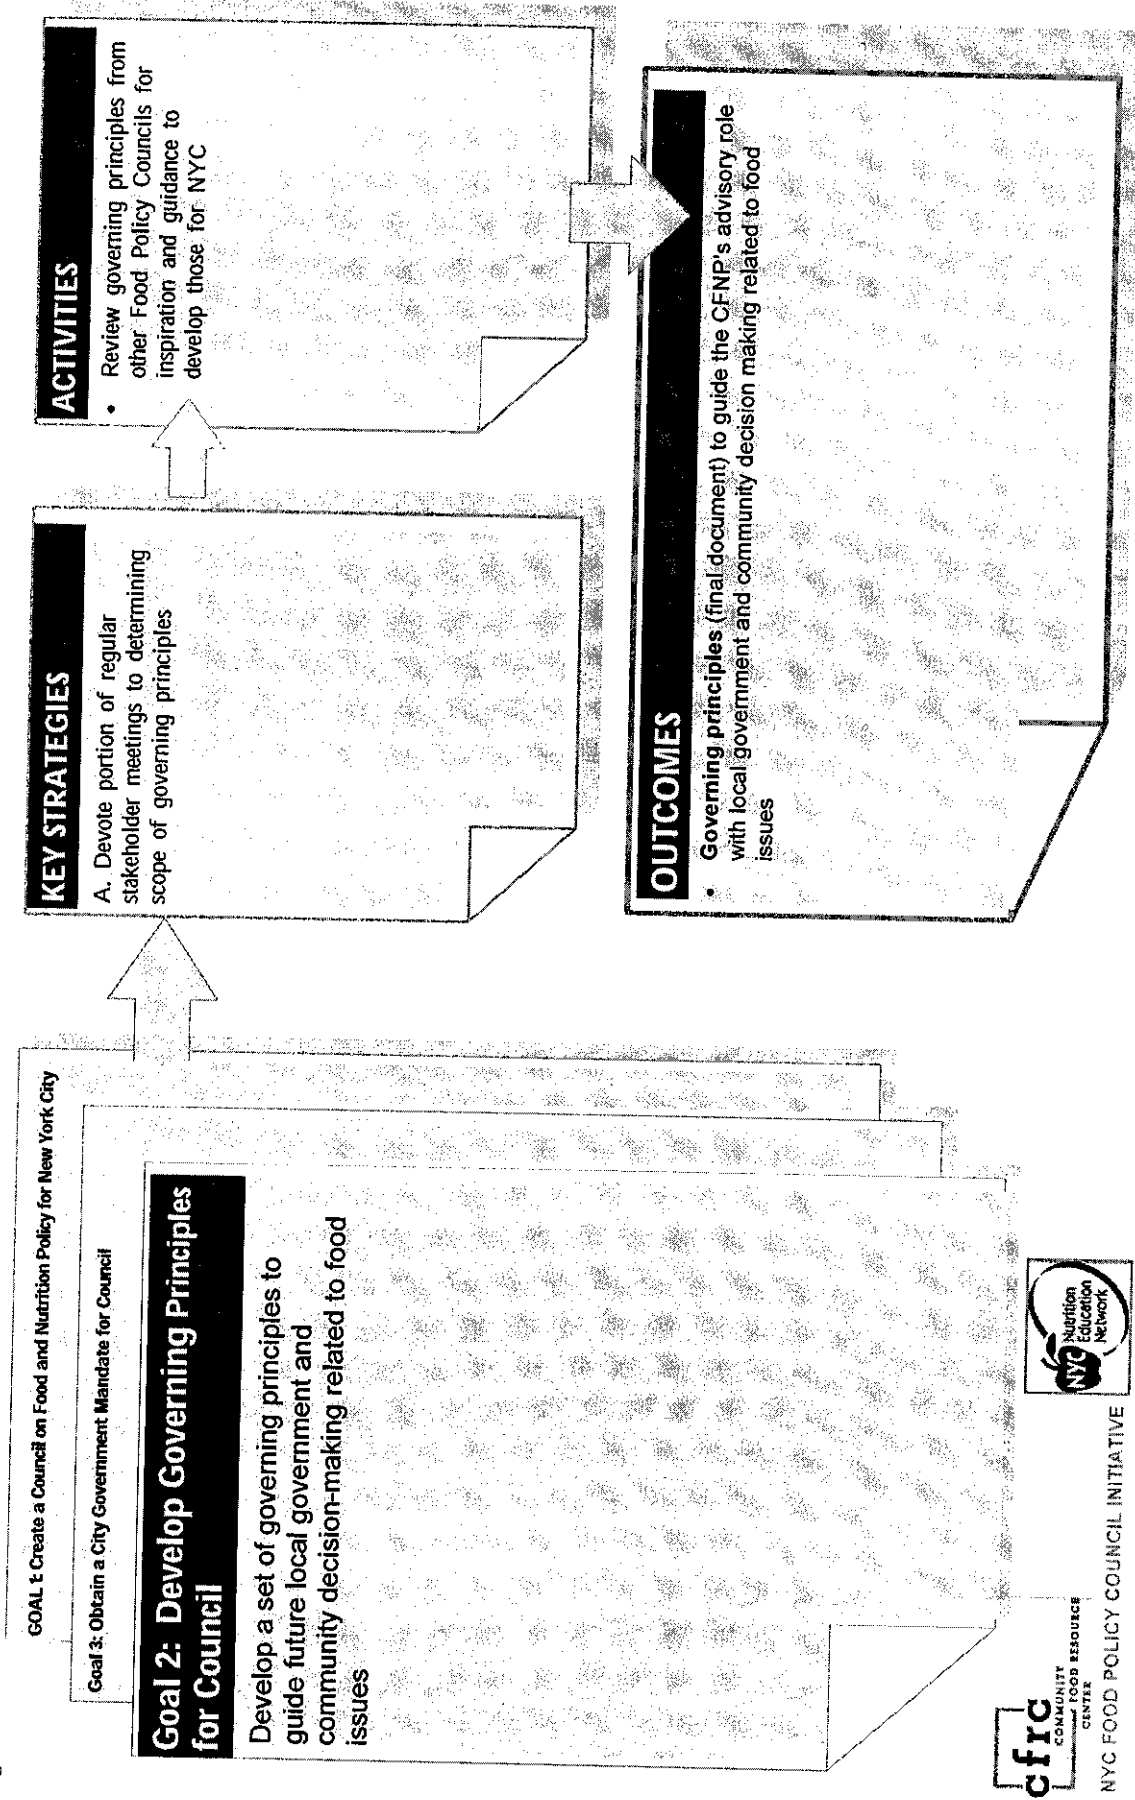 GOAL 1: Create a Council on Food and Nutrition Policy for New York City
Goal 3: Obtain a City Government Mandate for Council
Goal 2: Develop Governing Principles
for Council
Develop a set of governing principles to
guide future local government and
community decision-making related to food
issues
KEY STRATEGIES
A. Devote portion of regular
stakeholder meetings to determining
scope of governing principles
ACTIVITIES
• Review governing principles from
other Food Policy Councils for
inspiration and guidance to
develop those for NYC
OUTCOMES
• Governing principles (final document) to guide the CFNP's advisory role
with local government and community decision making related to food
issues
cfrc
COMMUNITY
FOOD RESOURCE
CENTER
NYC Nutrition
Education
Network
NYC FOOD POLICY COUNCIL INITIATIVE